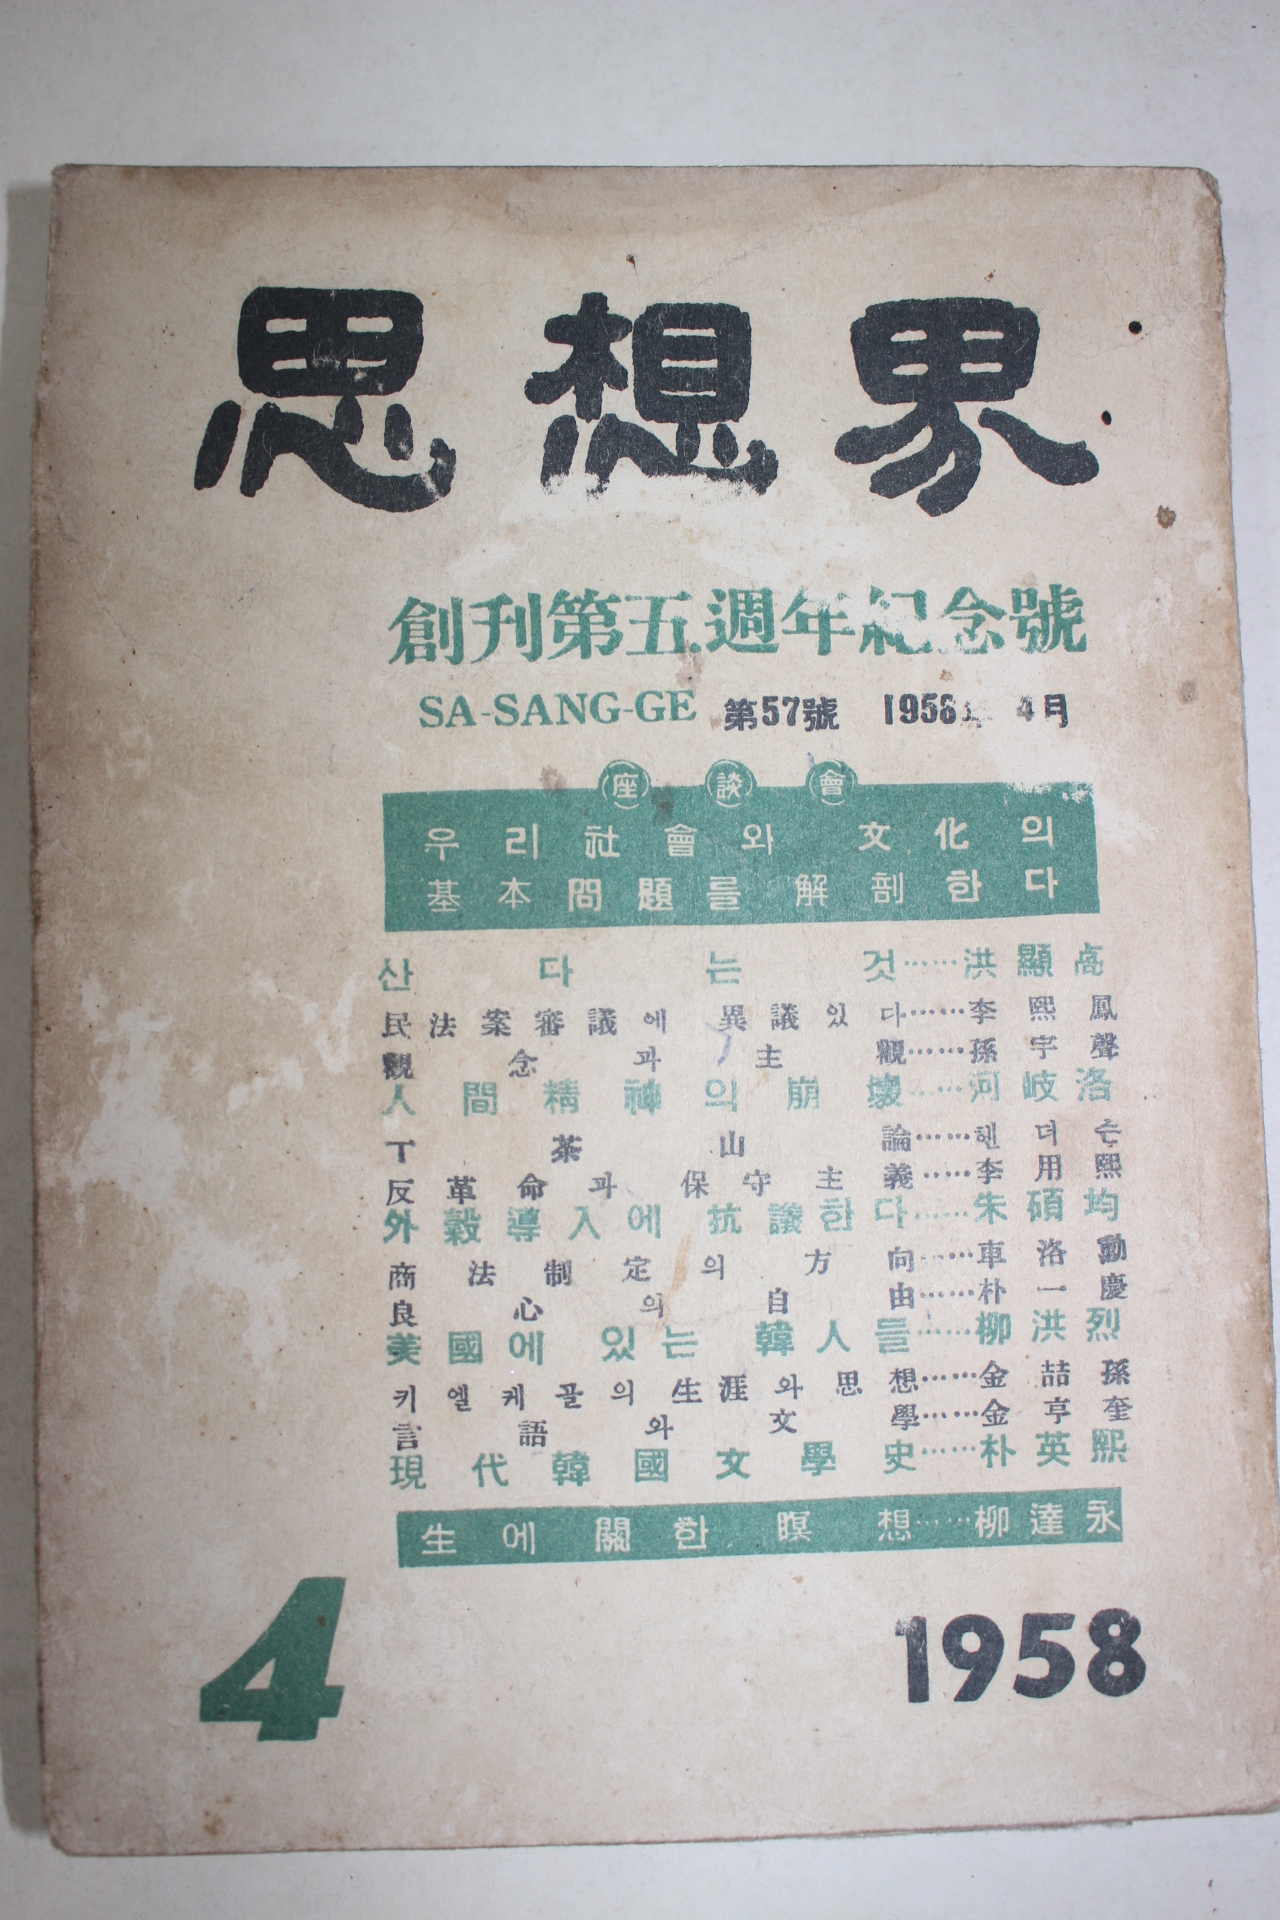 思想界
創刊第五週年紀念號
SA-SANG-GE 第57號 1958年 4月
座談會
우리 社會와 文化의
基本問題를 解剖한다
산다는 것……洪顯卨
民法案審議에 異議있다……李熙鳳
觀念과 主觀……孫宇聲
人間精神의 崩壞……河岐洛
丁茶山論……헨더슨
反革命과 保守主義……李用熙
外穀導入에 抗議한다……朱碩均
商法制定의 方向……車洛勳
良心의 自由……朴一慶
美國에 있는 韓人들……柳洪烈
키엘케골의 生涯와 思想……金喆孫
言語와 文學……金亨奎
現代韓國文學史……朴英熙
生에 關한 瞑想……柳達永
4
1958